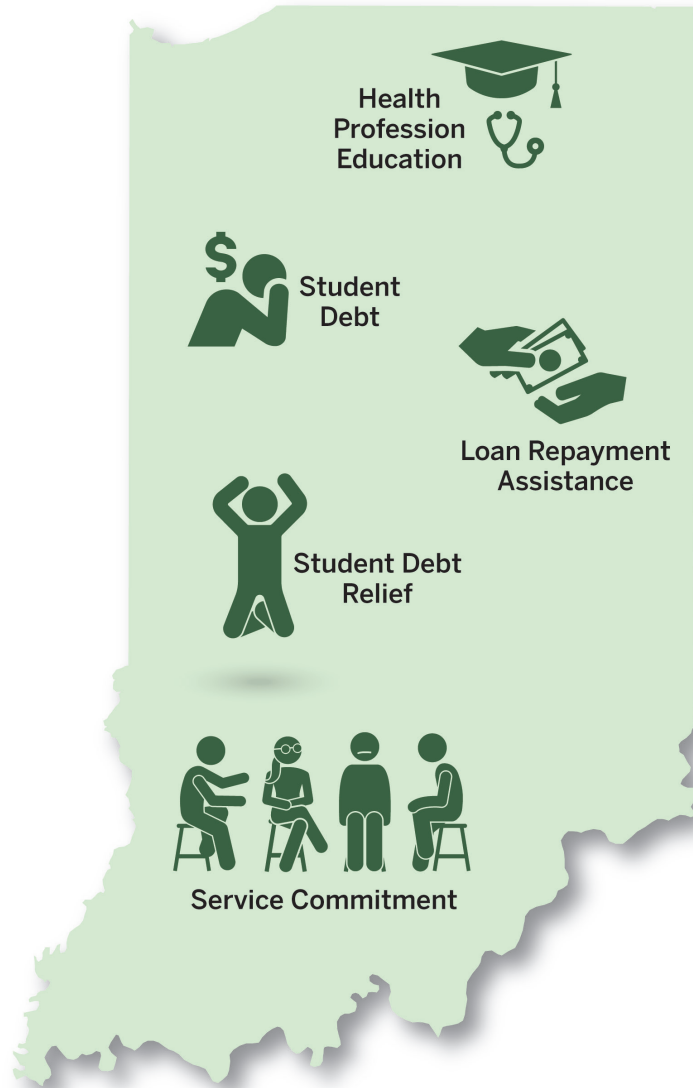 Health
Profession
Education
$
Student
Debt
Loan Repayment
Assistance
Student Debt
Relief
Service Commitment